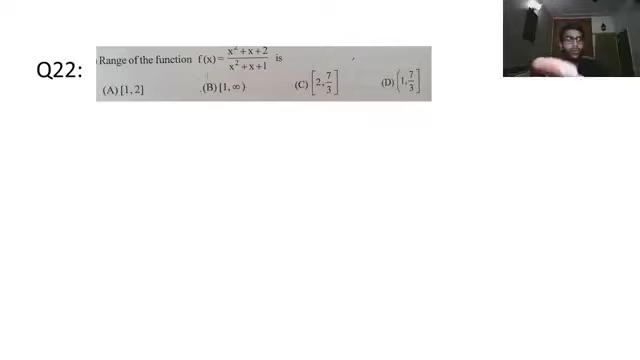 Q22:
Range of the function f(x) = x² + x + 2 / x² + x + 1 is
(A) [1, 2] (B) [1, ∞) (C) [2, 7/3] (D) (1, 7/3]